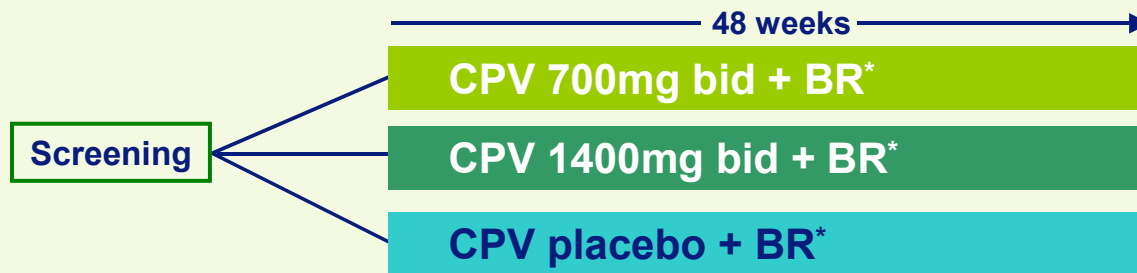 48 weeks
CPV 700mg bid + BR*
Screening
CPV 1400mg bid + BR*
CPV placebo + BR*